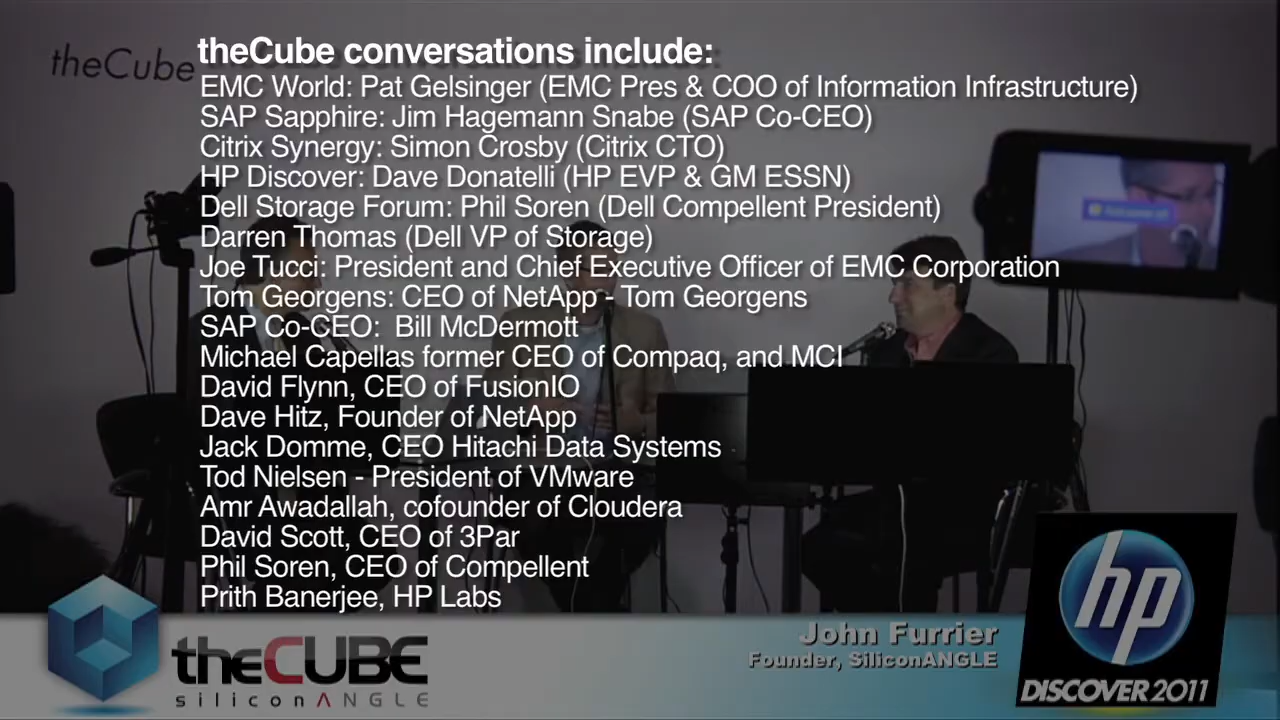 theCube
theCube conversations include:
EMC World: Pat Gelsinger (EMC Pres & COO of Information Infrastructure)
SAP Sapphire: Jim Hagemann Snabe (SAP Co-CEO)
Citrix Synergy: Simon Crosby (Citrix CTO)
HP Discover: Dave Donatelli (HP EVP & GM ESSN)
Dell Storage Forum: Phil Soren (Dell Compellent President)
Darren Thomas (Dell VP of Storage)
Joe Tucci: President and Chief Executive Officer of EMC Corporation
Tom Georgens: CEO of NetApp - Tom Georgens
SAP Co-CEO: Bill McDermott
Michael Capellas former CEO of Compaq, and MCI
David Flynn, CEO of FusionIO
Dave Hitz, Founder of NetApp
Jack Domme, CEO Hitachi Data Systems
Tod Nielsen - President of VMware
Amr Awadallah, cofounder of Cloudera
David Scott, CEO of 3Par
Phil Soren, CEO of Compellent
Prith Banerjee, HP Labs
theCUBE
siliconANGLE
John Furrier
Founder, SiliconANGLE
hp
DISCOVER 2011